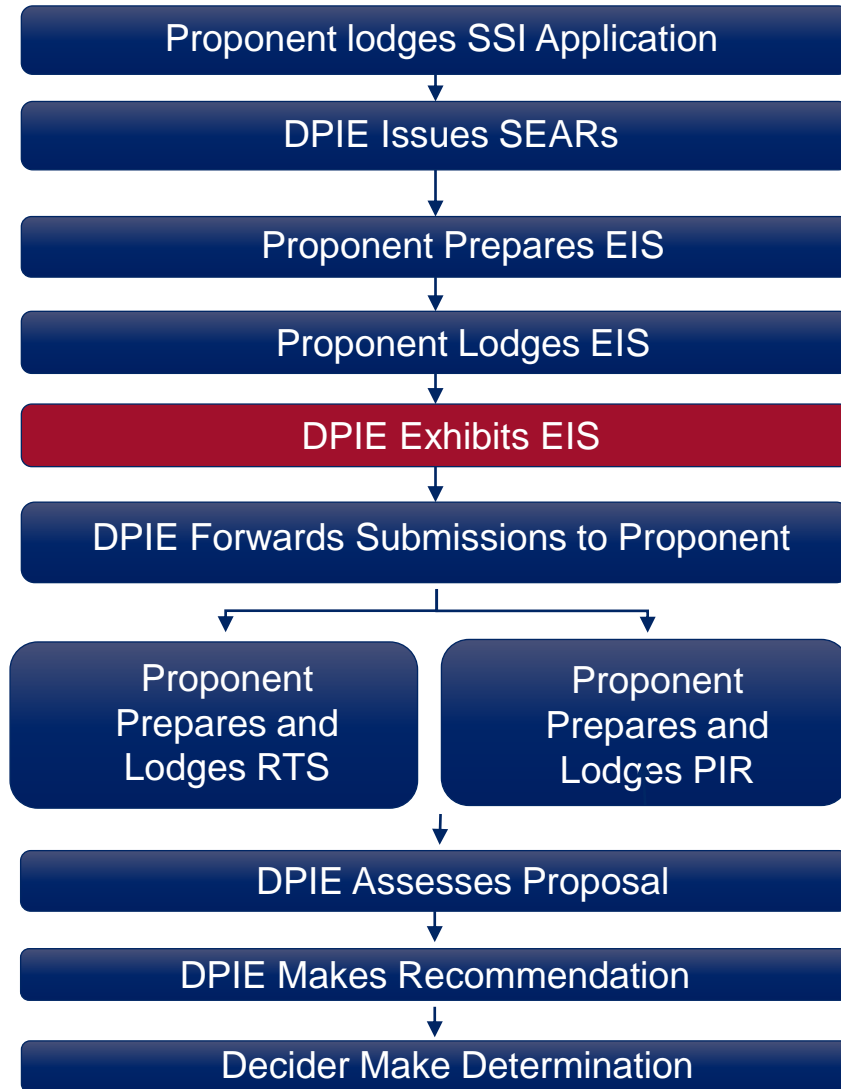 Proponent lodges SSI Application
DPIE Issues SEARs
Proponent Prepares EIS
Proponent Lodges EIS
DPIE Exhibits EIS
DPIE Forwards Submissions to Proponent
Proponent
Prepares and
Lodges RTS
Proponent
Prepares and
Lodges PIR
DPIE Assesses Proposal
DPIE Makes Recommendation
Decider Make Determination